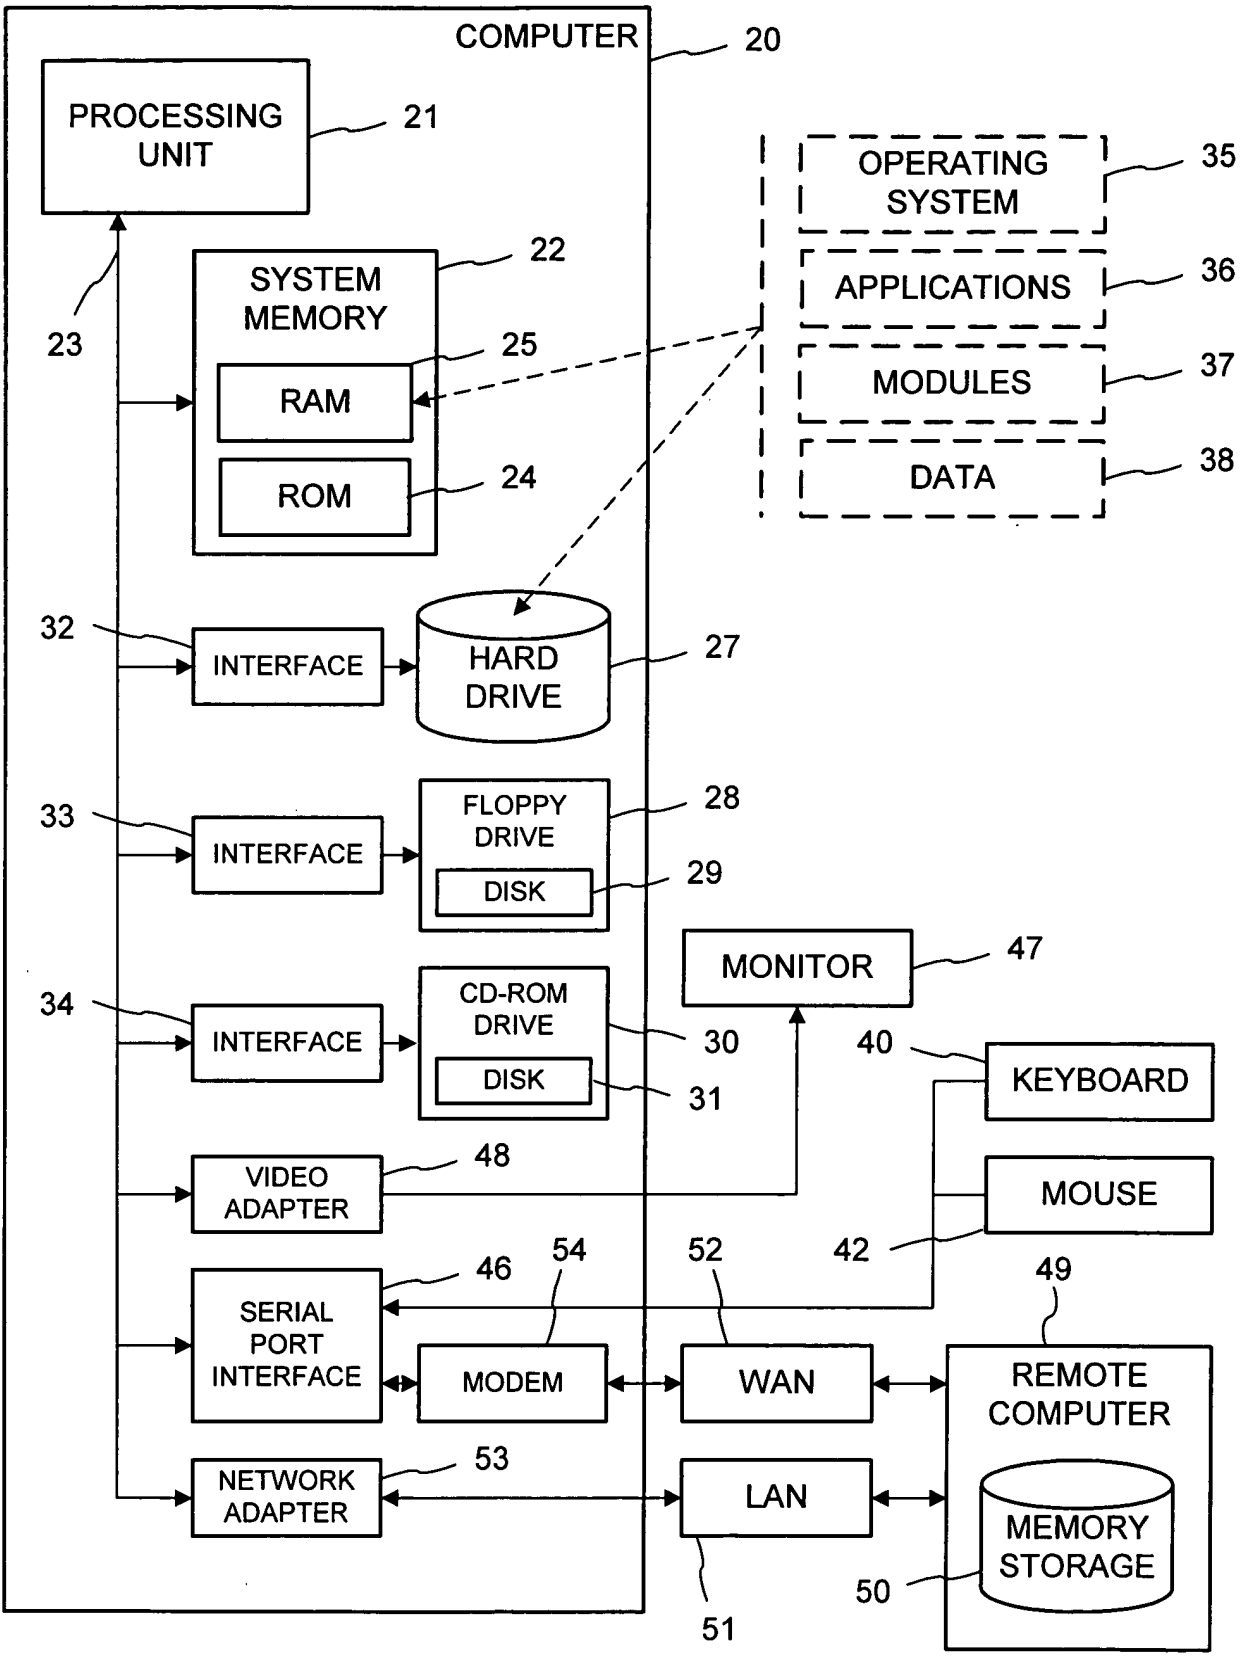 COMPUTER
20
PROCESSING
UNIT
21
OPERATING
SYSTEM
35
23
SYSTEM
MEMORY
22
APPLICATIONS
36
RAM
25
MODULES
37
ROM
24
DATA
38
32
INTERFACE
HARD
DRIVE
27
33
INTERFACE
FLOPPY
DRIVE
28
DISK
29
MONITOR
47
34
INTERFACE
CD-ROM
DRIVE
30
DISK
31
40
KEYBOARD
VIDEO
ADAPTER
48
MOUSE
42
46
SERIAL
PORT
INTERFACE
54
MODEM
52
WAN
49
REMOTE
COMPUTER
NETWORK
ADAPTER
53
LAN
51
MEMORY
STORAGE
50